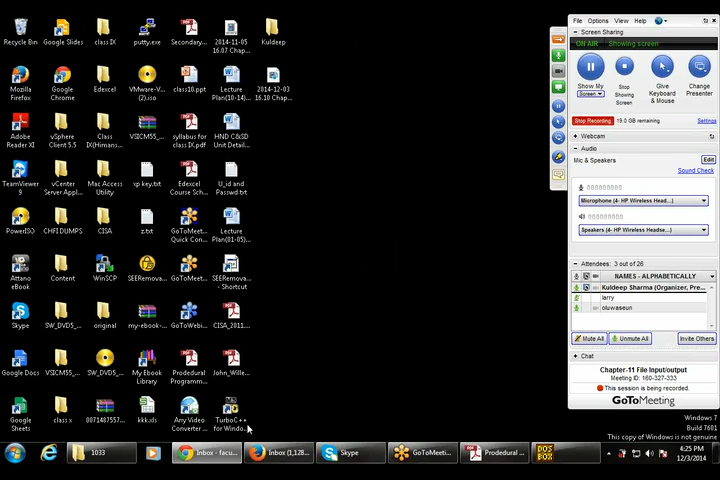 Recycle Bin
Google Slides
class IX
putty.exe
Secondary...
2014-11-05
16.07 Chap...
Kuldeep
Mozilla
Firefox
Google
Chrome
Edexcel
VMware-V...
(2).iso
class10.ppt
Lecture
Plan(10-14)...
2014-12-03
16.10 Chap...
Adobe
Reader XI
vSphere
Client 5.5
Class
IX(Himans...
VSICM55_...
syllabus for
class IX.pdf
HND C&SD
Unit Detail...
TeamViewer
9
vCenter
Server Appl...
Mac Access
Utility
xp key.txt
Edexcel
Course Sch...
U_id and
Passwd.txt
PowerISO
CHFI DUMPS
CISA
z.txt
GoToMeet...
Quick Con...
Lecture
Plan(01-05)...
Attano
eBook
Content
WinSCP
SEERemova...
GoToMeet...
SEERemova...
- Shortcut
Skype
SW_DVD5_...
original
my-ebook-...
GoToWebi...
CISA_2011...
Google Docs
VSICM55_...
SW_DVD5_...
My Ebook
Library
Prodedural
Programm...
John_Wille...
Google
Sheets
class x
0071487557...
kkk.xls
Any Video
Converter ...
TurboC++
for Windo...
File Options View Help
Screen Sharing
ON AIR Showing screen
Show My
Screen
Stop
Showing
Screen
Give
Keyboard
& Mouse
Change
Presenter
Stop Recording 19.0 GB remaining Settings
Webcam
Audio
Mic & Speakers Edit
Sound Check
Microphone (4- HP Wireless Head...)
Speakers (4- HP Wireless Headse...)
Attendees: 3 out of 26
NAMES - ALPHABETICALLY
Kuldeep Sharma (Organizer, Pre...
larry
oluwaseun
Mute All Unmute All Invite Others
Chat
Chapter-11 File Input/output
Meeting ID: 160-327-333
This session is being recorded.
GoToMeeting
Windows 7
Build 7601
This copy of Windows is not genuine
1033
Inbox - facu...
Inbox (1,128...
Skype
GoToMeeti...
Prodedural ...
DOS
BOX
4:25 PM
12/3/2014